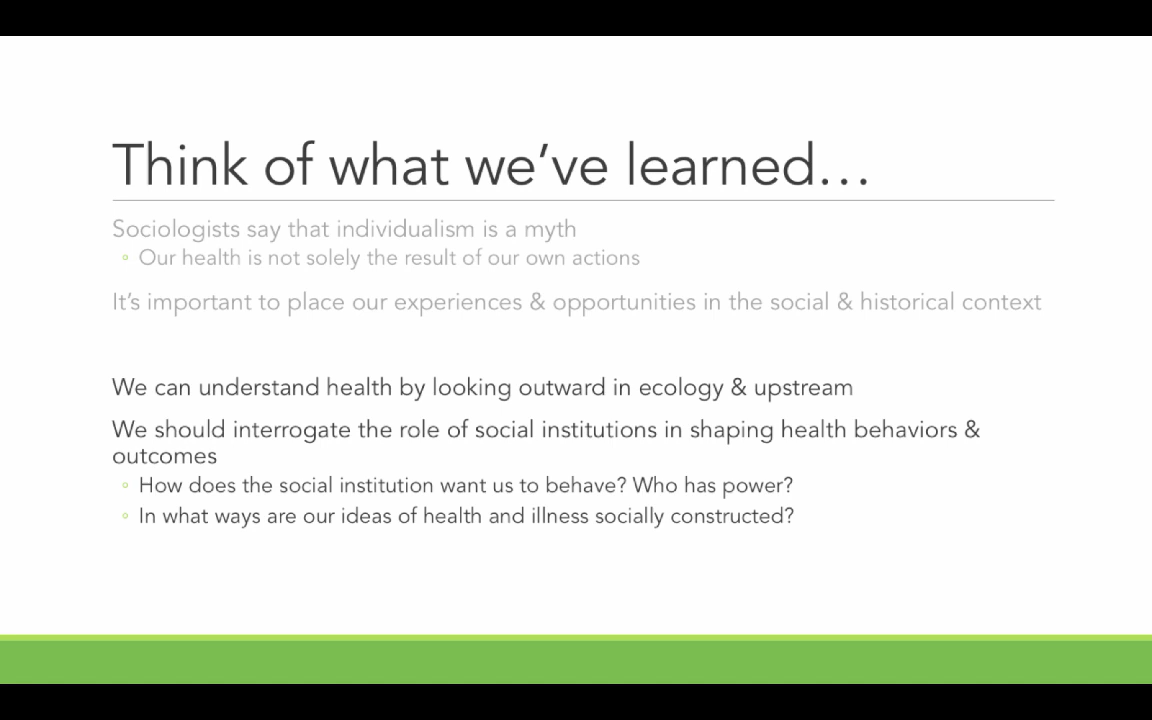 Think of what we’ve learned…
Sociologists say that individualism is a myth
◦ Our health is not solely the result of our own actions
It’s important to place our experiences & opportunities in the social & historical context
We can understand health by looking outward in ecology & upstream
We should interrogate the role of social institutions in shaping health behaviors &
outcomes
◦ How does the social institution want us to behave? Who has power?
◦ In what ways are our ideas of health and illness socially constructed?